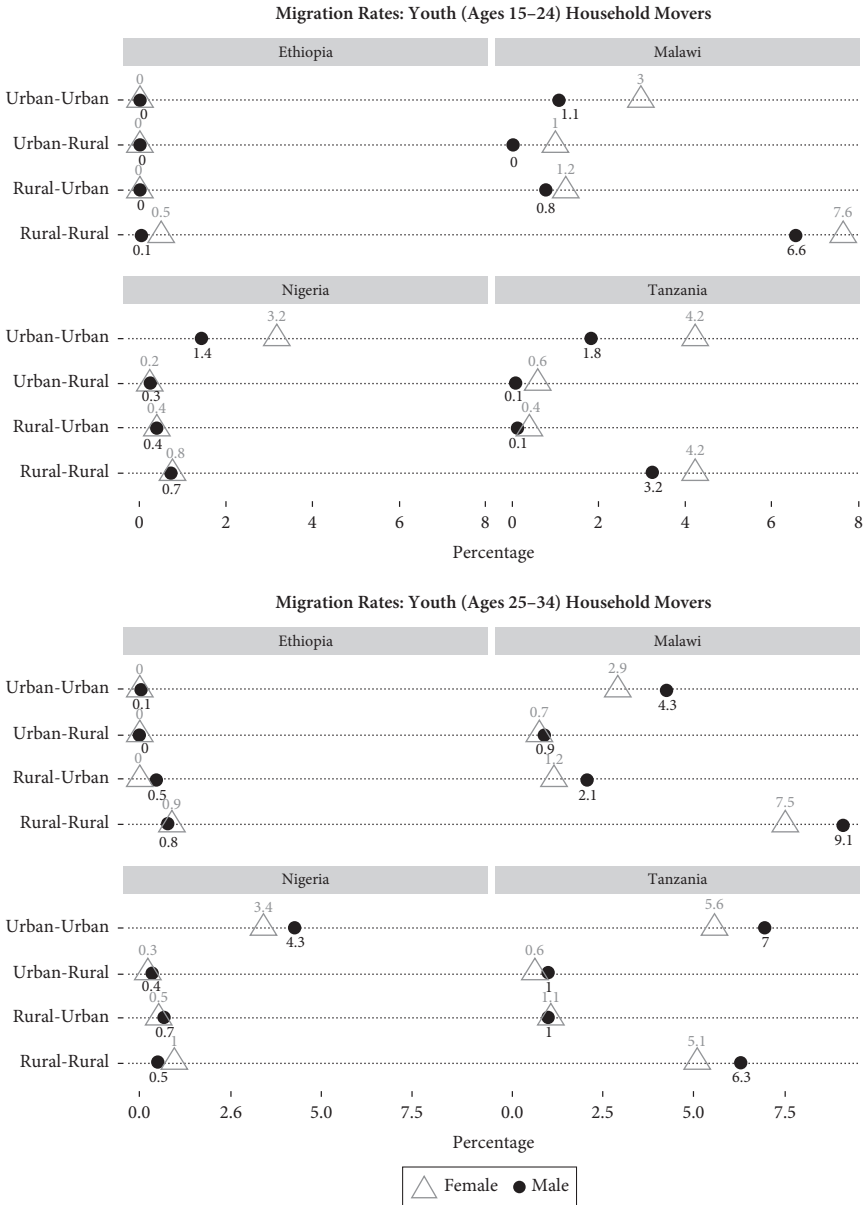 Migration Rates: Youth (Ages 15–24) Household Movers
Ethiopia
Malawi
Urban-Urban
0
0
3
1.1
Urban-Rural
0
0
1
0
Rural-Urban
0
0
1.2
0.8
Rural-Rural
0.5
0.1
7.6
6.6
Nigeria
Tanzania
Urban-Urban
3.2
1.4
4.2
1.8
Urban-Rural
0.2
0.3
0.6
0.1
Rural-Urban
0.4
0.4
0.4
0.1
Rural-Rural
0.8
0.7
4.2
3.2
0 2 4 6 8 0 2 4 6 8
Percentage
Migration Rates: Youth (Ages 25–34) Household Movers
Ethiopia
Malawi
Urban-Urban
0
0.1
2.9
4.3
Urban-Rural
0
0
0.7
0.9
Rural-Urban
0
0.5
1.2
2.1
Rural-Rural
0.9
0.8
7.5
9.1
Nigeria
Tanzania
Urban-Urban
3.4
4.3
5.6
7
Urban-Rural
0.3
0.4
0.6
1
Rural-Urban
0.5
0.7
1.1
1
Rural-Rural
1
0.5
5.1
6.3
0.0 2.6 5.0 7.5 0.0 2.5 5.0 7.5
Percentage
Female Male